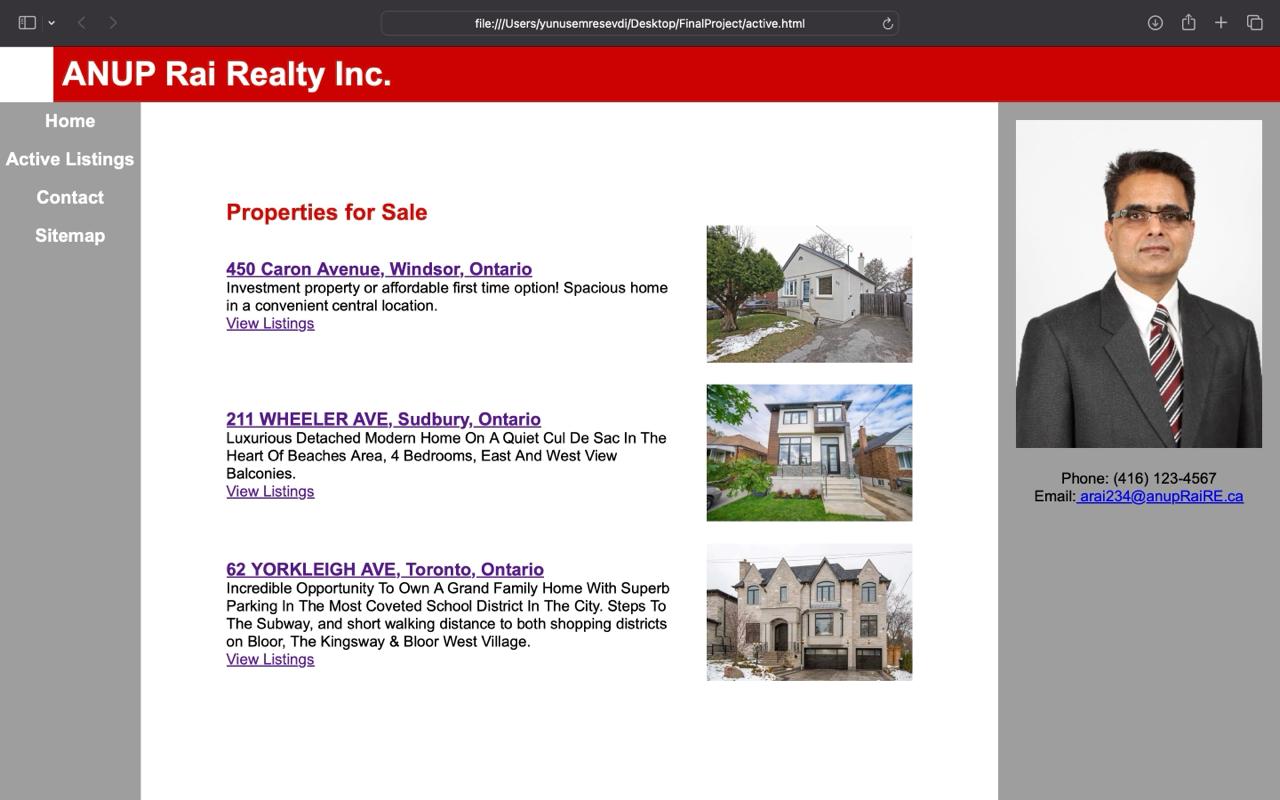 file:///Users/yunusemresevdi/Desktop/FinalProject/active.html
ANUP Rai Realty Inc.
Home
Active Listings
Contact
Sitemap
Properties for Sale
450 Caron Avenue, Windsor, Ontario
Investment property or affordable first time option! Spacious home
in a convenient central location.
View Listings
211 WHEELER AVE, Sudbury, Ontario
Luxurious Detached Modern Home On A Quiet Cul De Sac In The
Heart Of Beaches Area, 4 Bedrooms, East And West View
Balconies.
View Listings
62 YORKLEIGH AVE, Toronto, Ontario
Incredible Opportunity To Own A Grand Family Home With Superb
Parking In The Most Coveted School District In The City. Steps To
The Subway, and short walking distance to both shopping districts
on Bloor, The Kingsway & Bloor West Village.
View Listings
Phone: (416) 123-4567
Email: arai234@anupRaiRE.ca